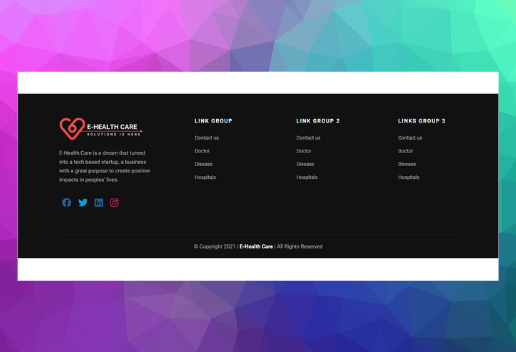 E-HEALTH CARE
SOLUTIONS IS HERE
E-Health Care is a dream that turned
into a tech based startup, a business
with a great purpose to create positive
impacts in peoples' lives.
LINK GROUP
Contact us
Doctor
Disease
Hospitals
LINK GROUP 2
Contact us
Doctor
Disease
Hospitals
LINKS GROUP 3
Contact us
Doctor
Disease
Hospitals
© Copyright 2021 | E-Health Care | All Rights Reserved